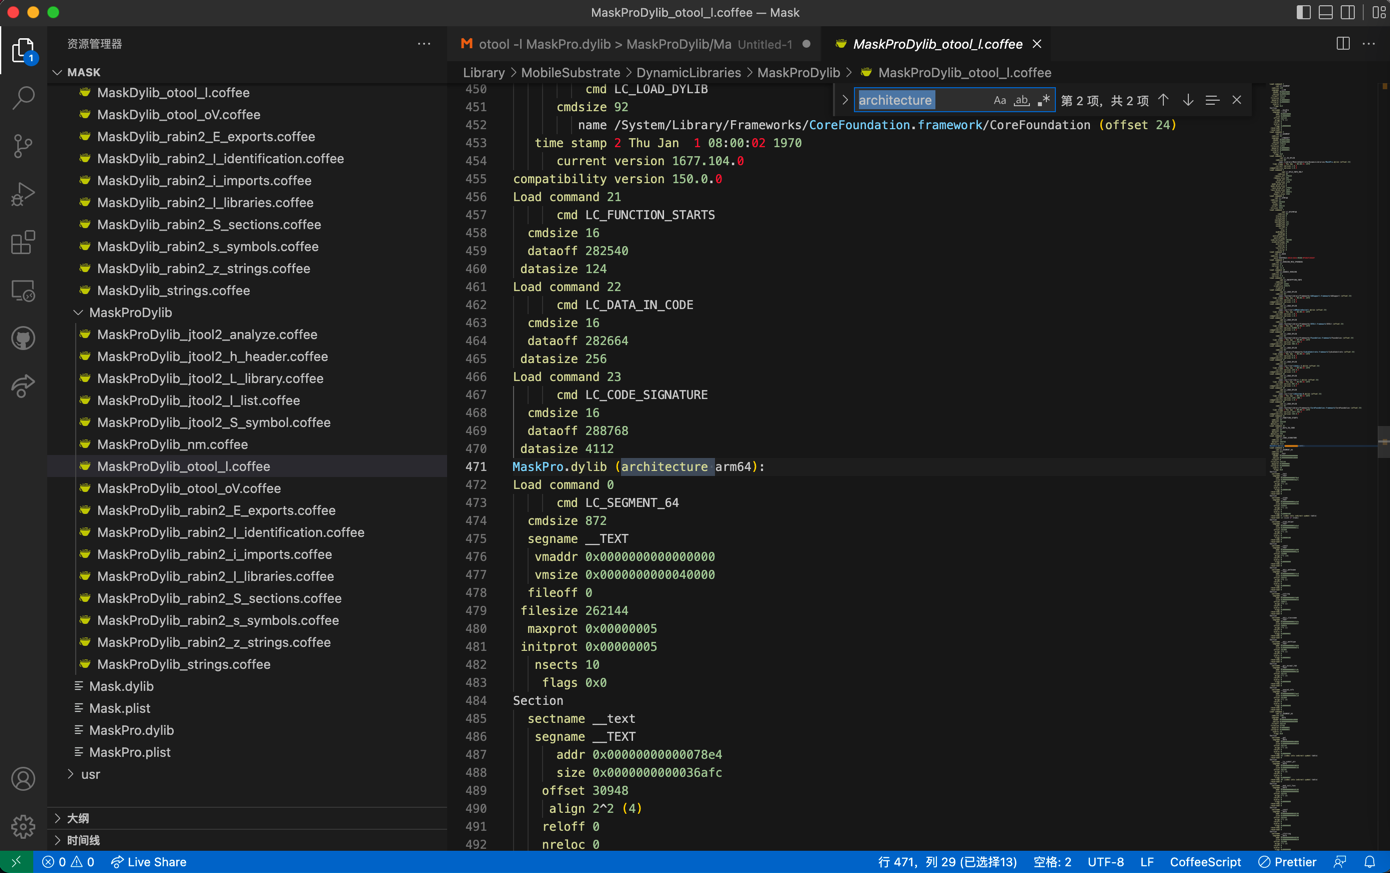 MaskProDylib_otool_l.coffee — Mask
资源管理器
MASK
MaskDylib_otool_l.coffee
MaskDylib_otool_oV.coffee
MaskDylib_rabin2_E_exports.coffee
MaskDylib_rabin2_I_identification.coffee
MaskDylib_rabin2_i_imports.coffee
MaskDylib_rabin2_l_libraries.coffee
MaskDylib_rabin2_S_sections.coffee
MaskDylib_rabin2_s_symbols.coffee
MaskDylib_rabin2_z_strings.coffee
MaskDylib_strings.coffee
MaskProDylib
MaskProDylib_jtool2_analyze.coffee
MaskProDylib_jtool2_h_header.coffee
MaskProDylib_jtool2_L_library.coffee
MaskProDylib_jtool2_l_list.coffee
MaskProDylib_jtool2_S_symbol.coffee
MaskProDylib_nm.coffee
MaskProDylib_otool_l.coffee
MaskProDylib_otool_oV.coffee
MaskProDylib_rabin2_E_exports.coffee
MaskProDylib_rabin2_I_identification.coffee
MaskProDylib_rabin2_i_imports.coffee
MaskProDylib_rabin2_l_libraries.coffee
MaskProDylib_rabin2_S_sections.coffee
MaskProDylib_rabin2_s_symbols.coffee
MaskProDylib_rabin2_z_strings.coffee
MaskProDylib_strings.coffee
Mask.dylib
Mask.plist
MaskPro.dylib
MaskPro.plist
usr
大纲
时间线
1
otool -l MaskPro.dylib > MaskProDylib/Ma Untitled-1
MaskProDylib_otool_l.coffee
Library > MobileSubstrate > DynamicLibraries > MaskProDylib > MaskProDylib_otool_l.coffee
architecture Aa ab .* 第 2 项，共 2 项
450 cmd LC_LOAD_DYLIB
451 cmdsize 92
452 name /System/Library/Frameworks/CoreFoundation.framework/CoreFoundation (offset 24)
453 time stamp 2 Thu Jan  1 08:00:02 1970
454 current version 1677.104.0
455 compatibility version 150.0.0
456 Load command 21
457 cmd LC_FUNCTION_STARTS
458 cmdsize 16
459 dataoff 282540
460 datasize 124
461 Load command 22
462 cmd LC_DATA_IN_CODE
463 cmdsize 16
464 dataoff 282664
465 datasize 256
466 Load command 23
467 cmd LC_CODE_SIGNATURE
468 cmdsize 16
469 dataoff 288768
470 datasize 4112
471 MaskPro.dylib (architecture arm64):
472 Load command 0
473 cmd LC_SEGMENT_64
474 cmdsize 872
475 segname __TEXT
476 vmaddr 0x0000000000000000
477 vmsize 0x0000000000040000
478 fileoff 0
479 filesize 262144
480 maxprot 0x00000005
481 initprot 0x00000005
482 nsects 10
483 flags 0x0
484 Section
485 sectname __text
486 segname __TEXT
487 addr 0x00000000000078e4
488 size 0x0000000000036afc
489 offset 30948
490 align 2^2 (4)
491 reloff 0
492 nreloc 0
0 0 Live Share
行 471，列 29 (已选择13) 空格: 2 UTF-8 LF CoffeeScript Prettier